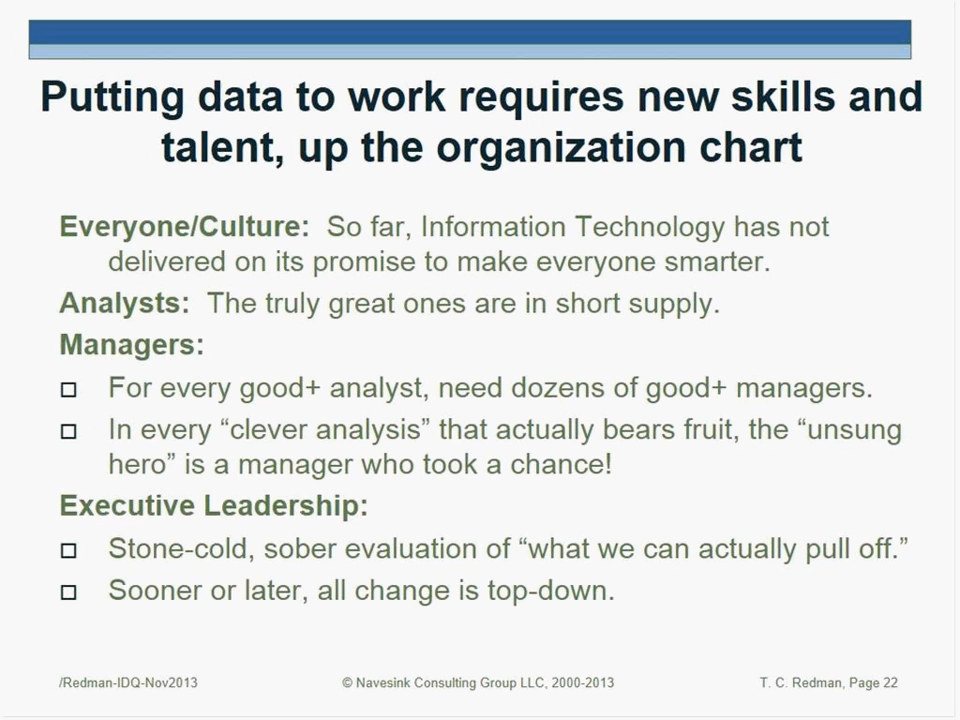 Putting data to work requires new skills and
talent, up the organization chart
Everyone/Culture: So far, Information Technology has not
delivered on its promise to make everyone smarter.
Analysts: The truly great ones are in short supply.
Managers:
For every good+ analyst, need dozens of good+ managers.
In every “clever analysis” that actually bears fruit, the “unsung
hero” is a manager who took a chance!
Executive Leadership:
Stone-cold, sober evaluation of “what we can actually pull off.”
Sooner or later, all change is top-down.
/Redman-IDQ-Nov2013 © Navesink Consulting Group LLC, 2000-2013 T. C. Redman, Page 22